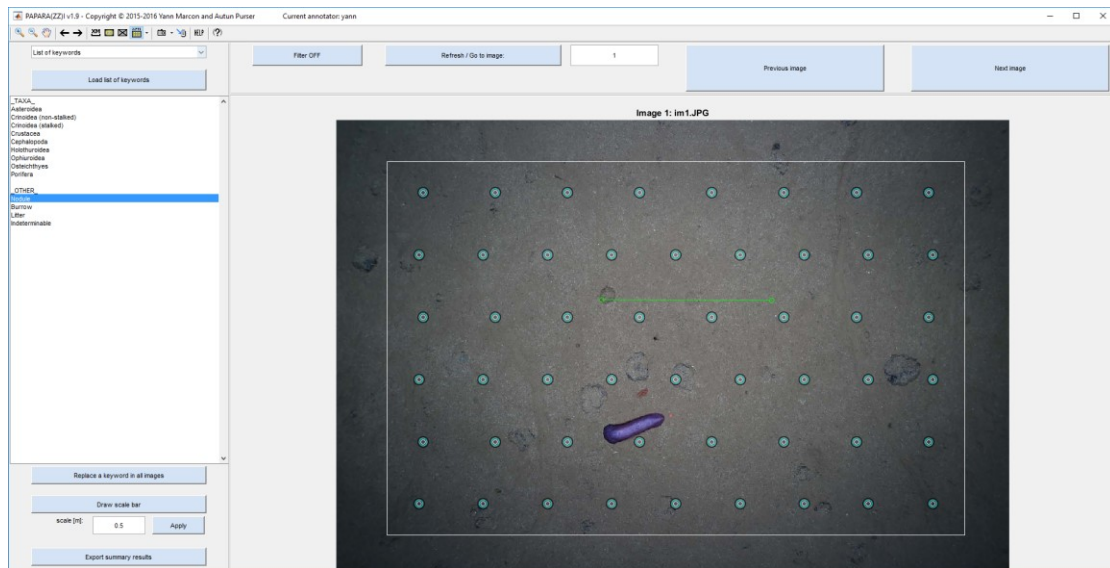 PAPARA(ZZ)I v1.9 - Copyright © 2015-2016 Yann Marcon and Autun Purser Current annotator: yann
HELP
List of keywords
Load list of keywords
Filter OFF
Refresh / Go to image:
1
Previous image
Next image
_TAXA_
Asteroidea
Crinoidea (non-stalked)
Crinoidea (stalked)
Crustacea
Cephalopoda
Holothuroidea
Ophiuroidea
Osteichthyes
Porifera
_OTHER_
Nodule
Burrow
Litter
Indeterminable
Image 1: im1.JPG
Replace a keyword in all images
Draw scale bar
scale [m]:
0.5
Apply
Export summary results